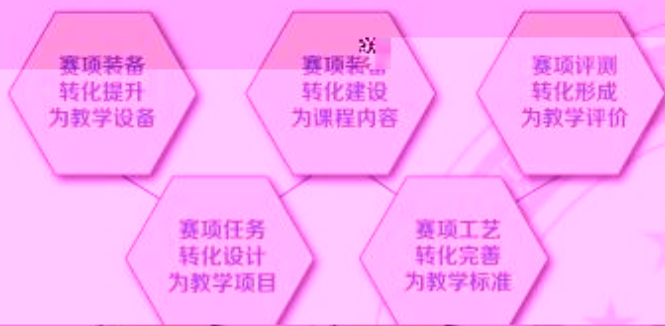 赛项装备
转化提升
为教学设备
赛项装备
转化建设
为课程内容
赛项评测
转化形成
为教学评价
赛项任务
转化设计
为教学项目
赛项工艺
转化完善
为教学标准